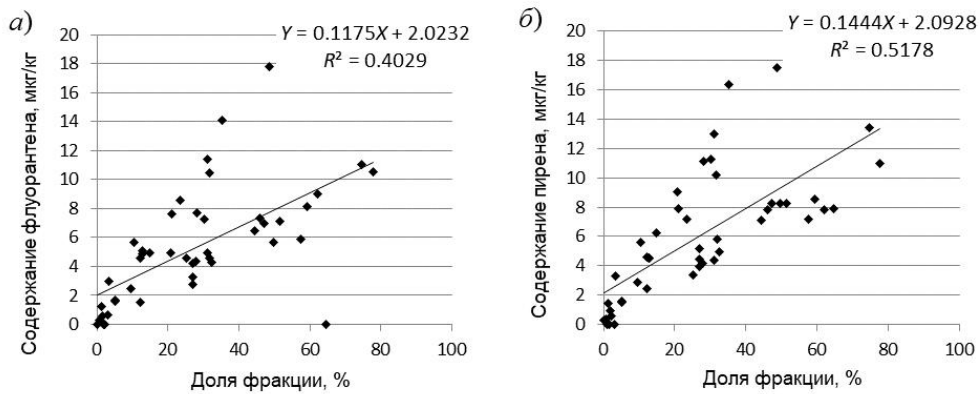 а)
Y = 0.1175X + 2.0232
R² = 0.4029
Содержание флуорантена, мкг/кг
20
18
16
14
12
10
8
6
4
2
0
0 20 40 60 80 100
Доля фракции, %
б)
Y = 0.1444X + 2.0928
R² = 0.5178
Содержание пирена, мкг/кг
20
18
16
14
12
10
8
6
4
2
0
0 20 40 60 80 100
Доля фракции, %